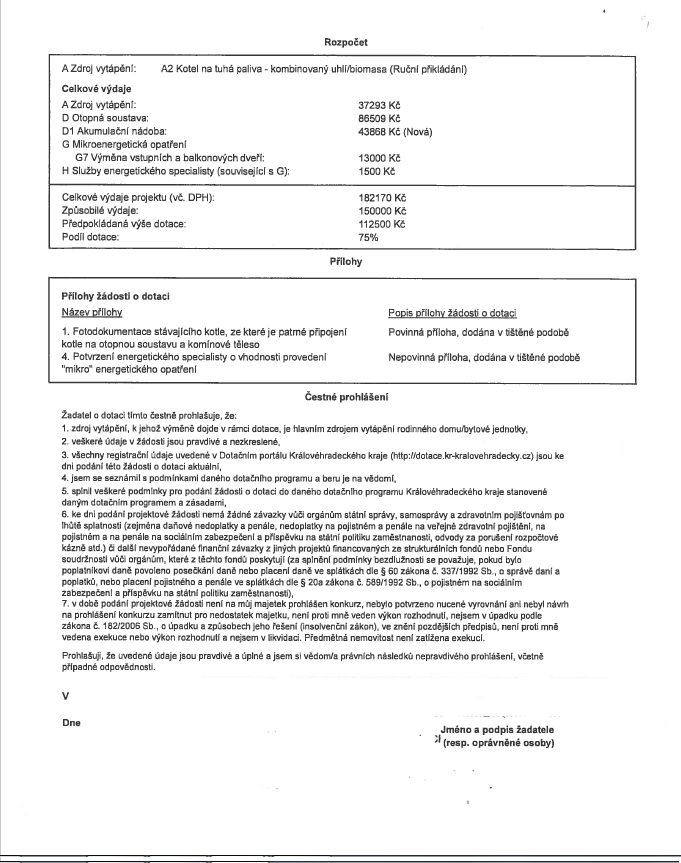 Rozpočet
A Zdroj vytápění: A2 Kotel na tuhá paliva - kombinovaný uhlí/biomasa (Ruční přikládání)
Celkové výdaje
A Zdroj vytápění: 37293 Kč
D Otopná soustava: 86509 Kč
D1 Akumulační nádoba: 43868 Kč (Nová)
G Mikroenergetická opatření
G7 Výměna vstupních a balkonových dveří: 13000 Kč
H Služby energetického specialisty (související s G): 1500 Kč
Celkové výdaje projektu (vč. DPH): 182170 Kč
Způsobilé výdaje: 150000 Kč
Předpokládaná výše dotace: 112500 Kč
Podíl dotace: 75%
Přílohy
Přílohy žádosti o dotaci
Název přílohy Popis přílohy žádosti o dotaci
1. Fotodokumentace stávajícího kotle, ze které je patrné připojení Povinná příloha, dodána v tištěné podobě
kotle na otopnou soustavu a komínové těleso
4. Potvrzení energetického specialisty o vhodnosti provedení Nepovinná příloha, dodána v tištěné podobě
"mikro" energetického opatření
Čestné prohlášení
Žadatel o dotaci tímto čestně prohlašuje, že:
1. zdroj vytápění, k jehož výměně dojde v rámci dotace, je hlavním zdrojem vytápění rodinného domu/bytové jednotky,
2. veškeré údaje v žádosti jsou pravdivé a nezkreslené,
3. všechny registrační údaje uvedené v Dotačním portálu Královéhradeckého kraje (http://dotace.kr-kralovehradecky.cz) jsou ke
dni podání této žádosti o dotaci aktuální,
4. jsem se seznámil s podmínkami daného dotačního programu a beru je na vědomí,
5. splnil veškeré podmínky pro podání žádosti o dotaci do daného dotačního programu Královéhradeckého kraje stanovené
daným dotačním programem a zásadami,
6. ke dni podání projektové žádosti nemá žádné závazky vůči orgánům státní správy, samosprávy a zdravotním pojišťovnám po
lhůtě splatnosti (zejména daňové nedoplatky a penále, nedoplatky na pojistném a penále na veřejné zdravotní pojištění, na
pojistném a na penále na sociálním zabezpečení a příspěvku na státní politiku zaměstnanosti, odvody za porušení rozpočtové
kázně atd.) či další nevypořádané finanční závazky z jiných projektů financovaných ze strukturálních fondů nebo Fondu
soudržnosti vůči orgánům, které z těchto fondů poskytují (za splnění podmínky bezdlužnosti se považuje, pokud bylo
poplatníkovi daně povoleno posečkání daně nebo placení daně ve splátkách dle § 60 zákona č. 337/1992 Sb., o správě daní a
poplatků, nebo placení pojistného a penále ve splátkách dle § 20a zákona č. 589/1992 Sb., o pojistném na sociálním
zabezpečení a příspěvku na státní politiku zaměstnanosti),
7. v době podání projektové žádosti není na můj majetek prohlášen konkurz, nebylo potvrzeno nucené vyrovnání ani nebyl návrh
na prohlášení konkurzu zamítnut pro nedostatek majetku, není proti mně veden výkon rozhodnutí, nejsem v úpadku podle
zákona č. 182/2006 Sb., o úpadku a způsobech jeho řešení (insolvenční zákon), ve znění pozdějších předpisů, není proti mně
vedena exekuce nebo výkon rozhodnutí a nejsem v likvidaci. Předmětná nemovitost není zatížena exekucí.
Prohlašuji, že uvedené údaje jsou pravdivé a úplné a jsem si vědom/a právních následků nepravdivého prohlášení, včetně
případné odpovědnosti.
V
Dne
Jméno a podpis žadatele
(resp. oprávněné osoby)